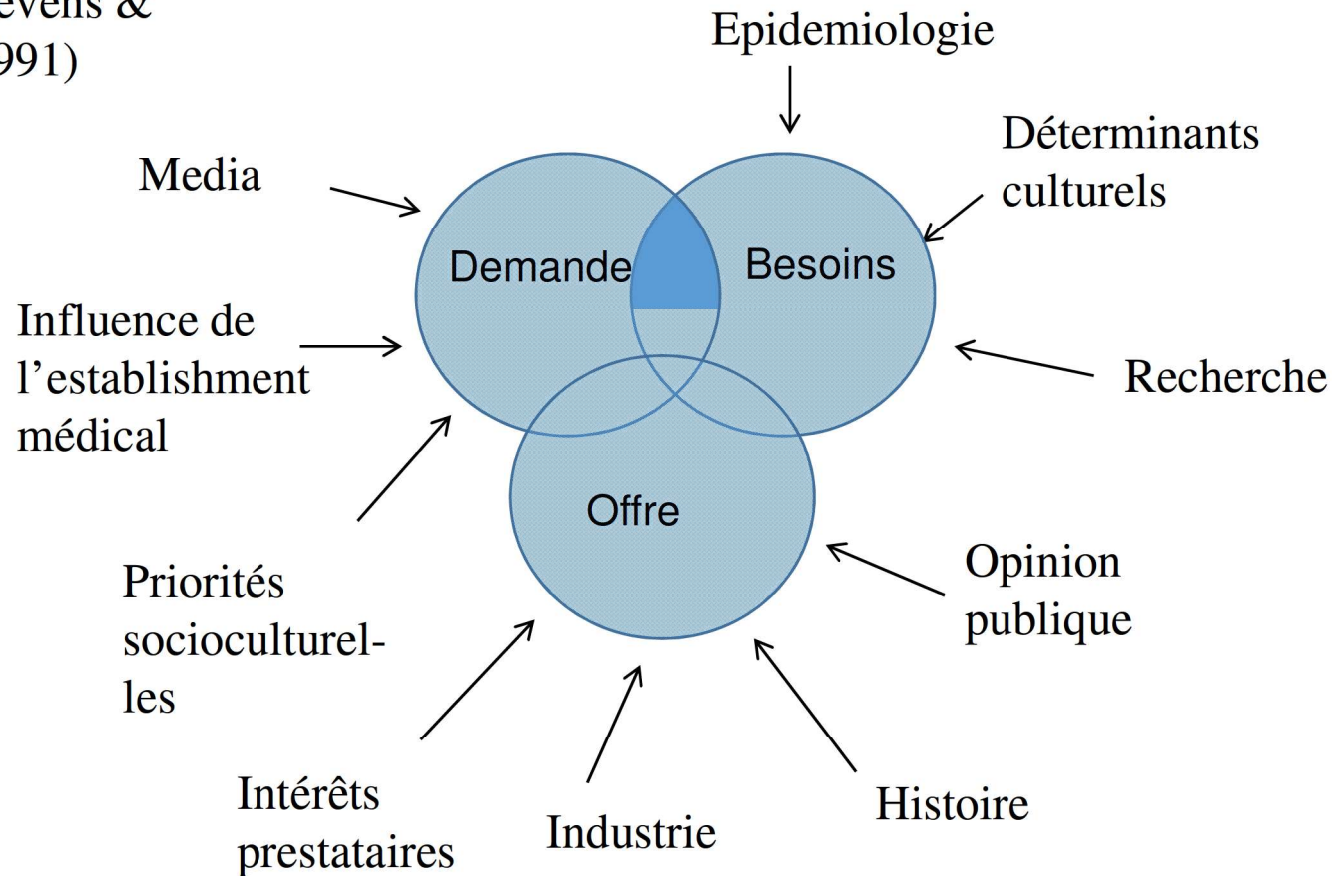 991)
Epidemiologie
Déterminants
culturels
Media
Demande
Besoins
Influence de
l’establishment
médical
Recherche
Offre
Opinion
publique
Priorités
socioculturel-
les
Intérêts
prestataires
Industrie
Histoire